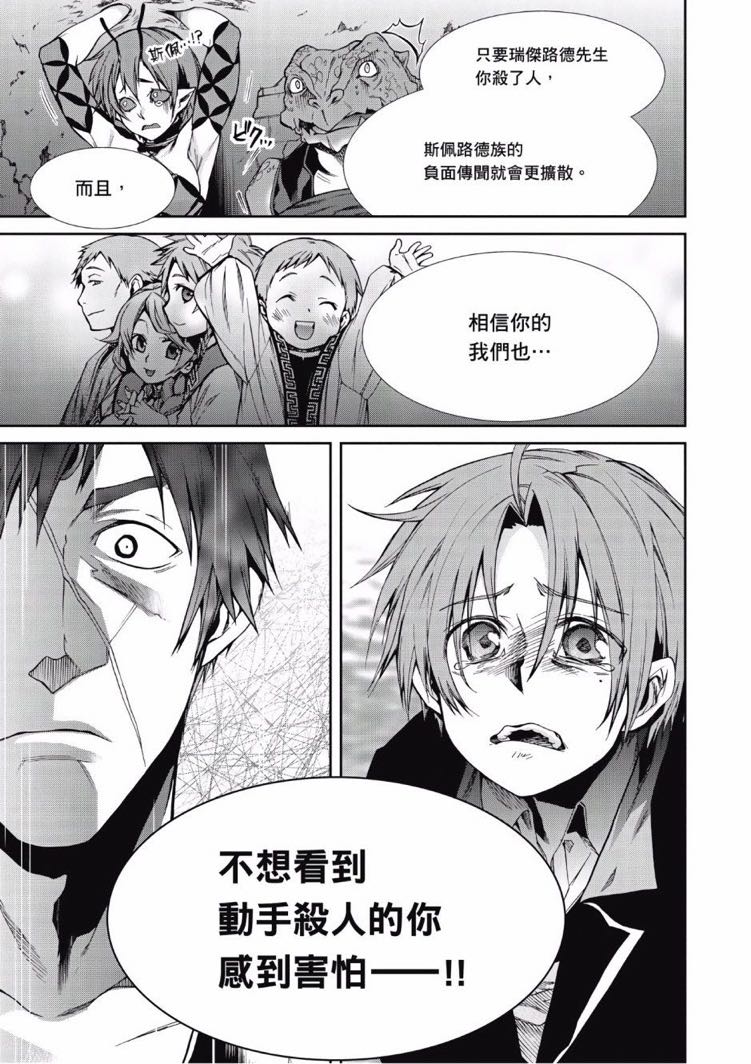 只要瑞傑路德先生
你殺了人，
斯佩路德族的
負面傳聞就會更擴散。
斯佩…!?
ビクッ…
而且，
相信你的
我們也…
不想看到
動手殺人的你
感到害怕——!!